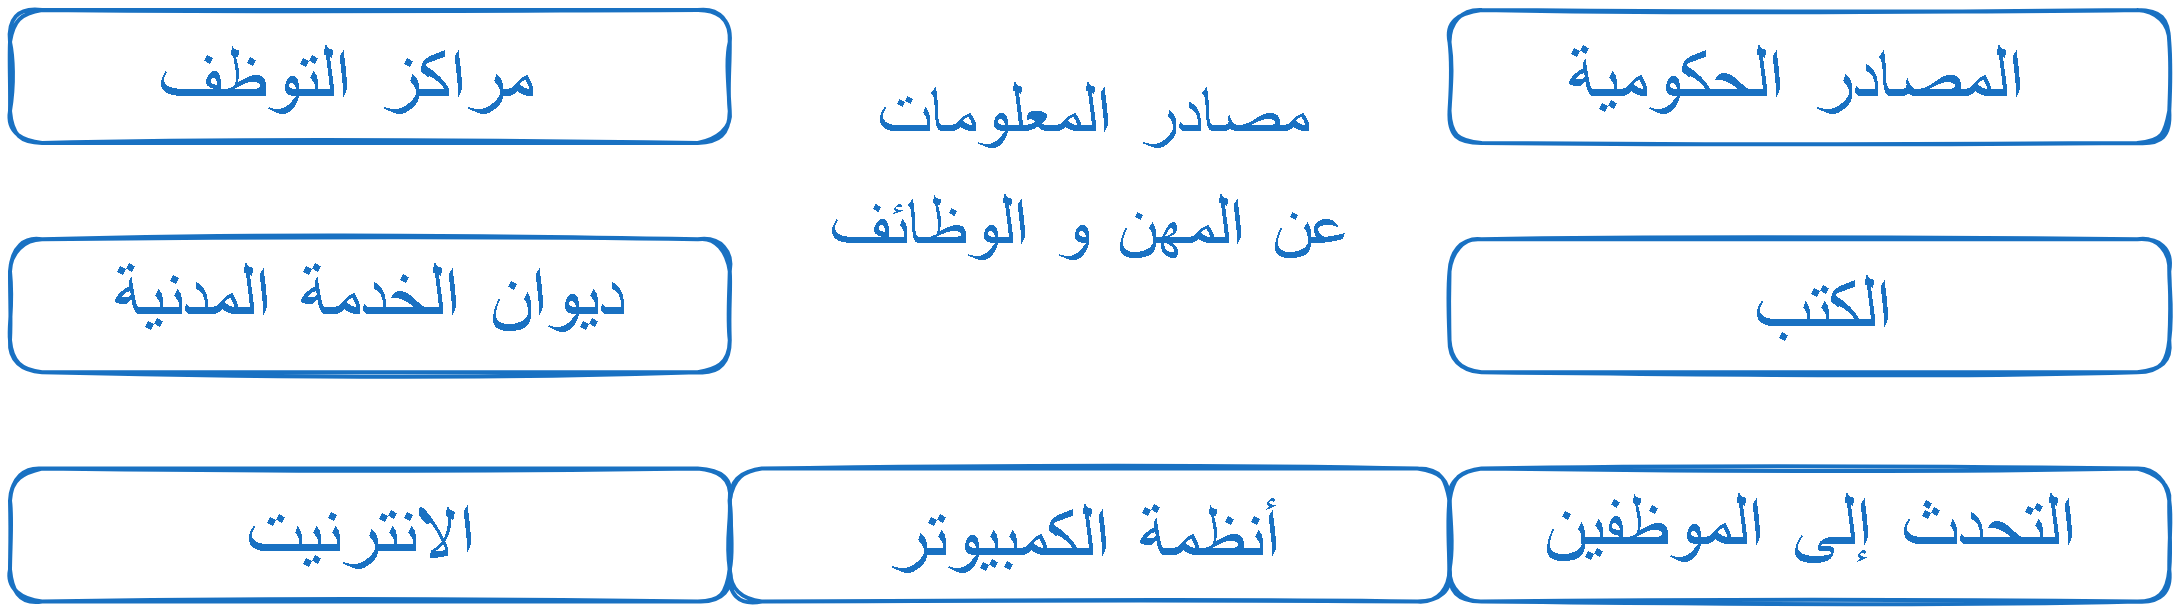 مصادر المعلومات
عن المهن و الوظائف
المصادر الحكومية
مراكز التوظف
الكتب
ديوان الخدمة المدنية
التحدث إلى الموظفين
أنظمة الكمبيوتر
الانترنيت